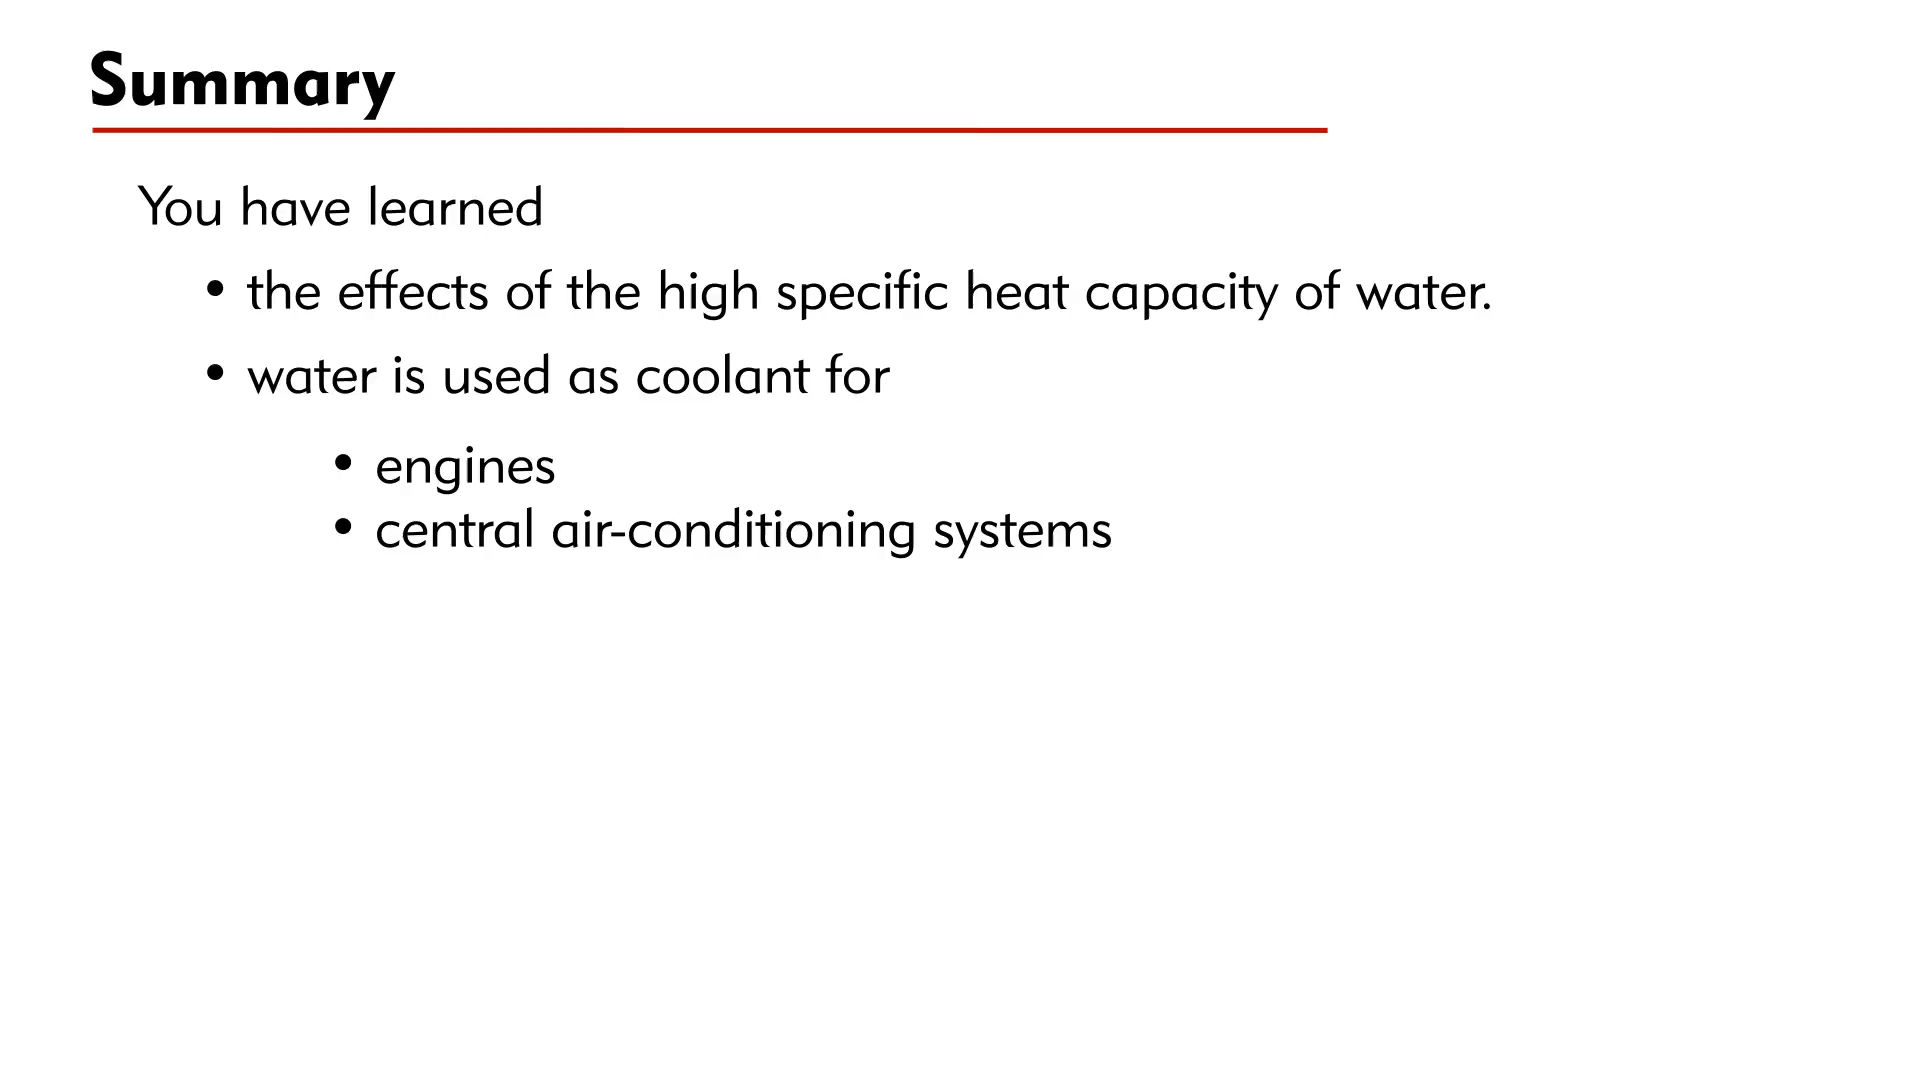 Summary
You have learned
• the effects of the high specific heat capacity of water.
• water is used as coolant for
• engines
• central air-conditioning systems